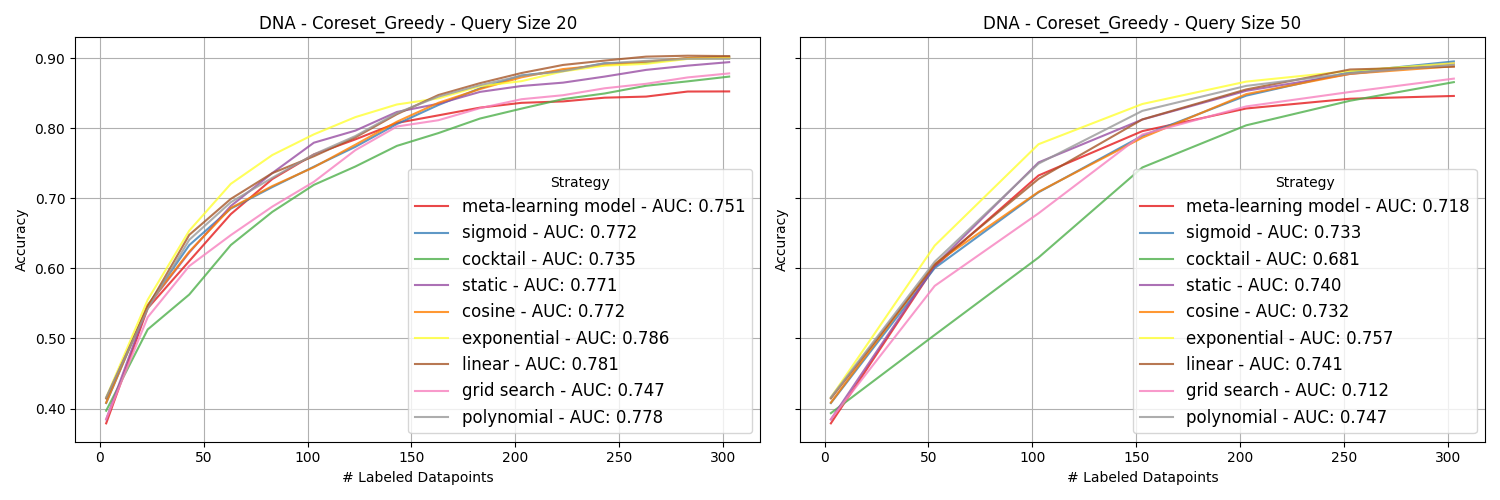 DNA - Coreset_Greedy - Query Size 20
DNA - Coreset_Greedy - Query Size 50
Accuracy
0.90
0.80
0.70
0.60
0.50
0.40
Strategy
meta-learning model - AUC: 0.751
sigmoid - AUC: 0.772
cocktail - AUC: 0.735
static - AUC: 0.771
cosine - AUC: 0.772
exponential - AUC: 0.786
linear - AUC: 0.781
grid search - AUC: 0.747
polynomial - AUC: 0.778
0 50 100 150 200 250 300
# Labeled Datapoints
Accuracy
Strategy
meta-learning model - AUC: 0.718
sigmoid - AUC: 0.733
cocktail - AUC: 0.681
static - AUC: 0.740
cosine - AUC: 0.732
exponential - AUC: 0.757
linear - AUC: 0.741
grid search - AUC: 0.712
polynomial - AUC: 0.747
0 50 100 150 200 250 300
# Labeled Datapoints